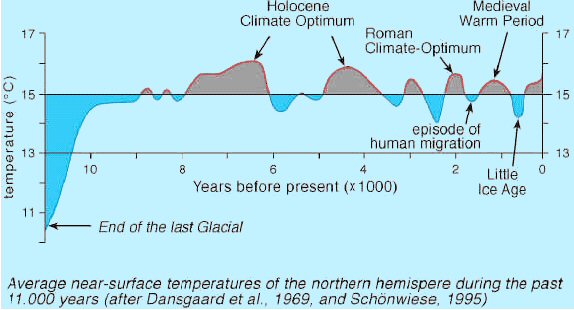 Holocene
Climate Optimum
Medieval
Warm Period
Roman
Climate-Optimum
17
17
15
15
13
13
11
temperature (°C)
episode of
human migration
Little
Ice Age
10
8
6
4
2
0
Years before present (x1000)
End of the last Glacial
Average near-surface temperatures of the northern hemispere during the past
11.000 years (after Dansgaard et al., 1969, and Schönwiese, 1995)